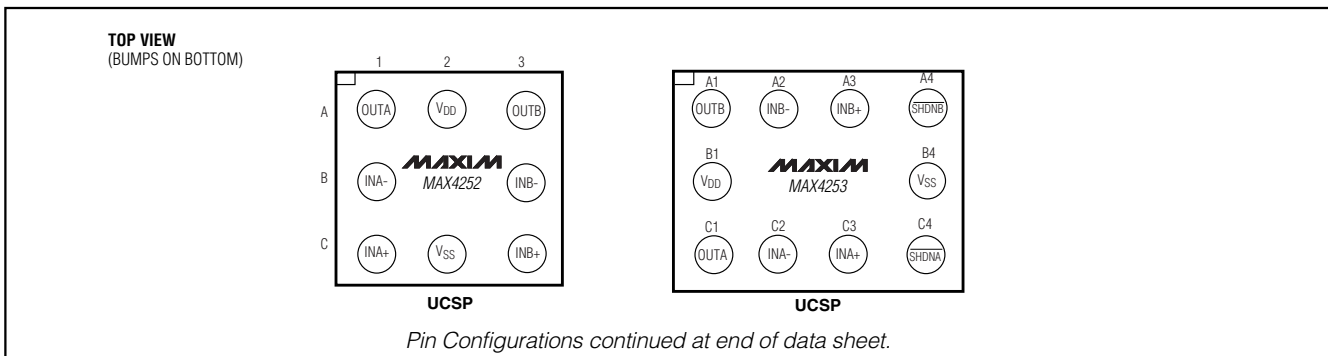 TOP VIEW
(BUMPS ON BOTTOM)
1 2 3
A OUTA VDD OUTB
MAXIM
B INA- MAX4252 INB-
C INA+ VSS INB+
UCSP
A1 A2 A3 A4
OUTB INB- INB+ SHDNB
B1 MAXIM B4
VDD MAX4253 VSS
C1 C2 C3 C4
OUTA INA- INA+ SHDNA
UCSP
Pin Configurations continued at end of data sheet.